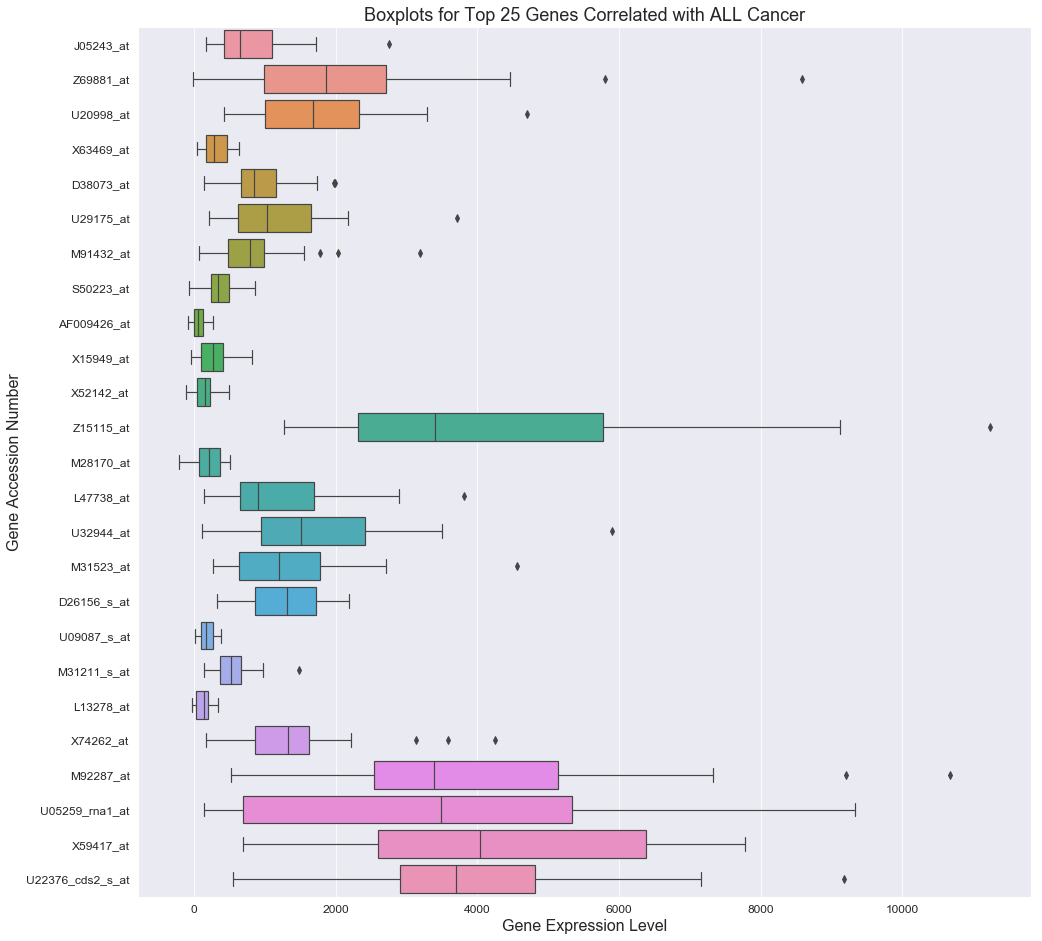 Boxplots for Top 25 Genes Correlated with ALL Cancer
Gene Accession Number
J05243_at
Z69881_at
U20998_at
X63469_at
D38073_at
U29175_at
M91432_at
S50223_at
AF009426_at
X15949_at
X52142_at
Z15115_at
M28170_at
L47738_at
U32944_at
M31523_at
D26156_s_at
U09087_s_at
M31211_s_at
L13278_at
X74262_at
M92287_at
U05259_rna1_at
X59417_at
U22376_cds2_s_at
0 2000 4000 6000 8000 10000
Gene Expression Level